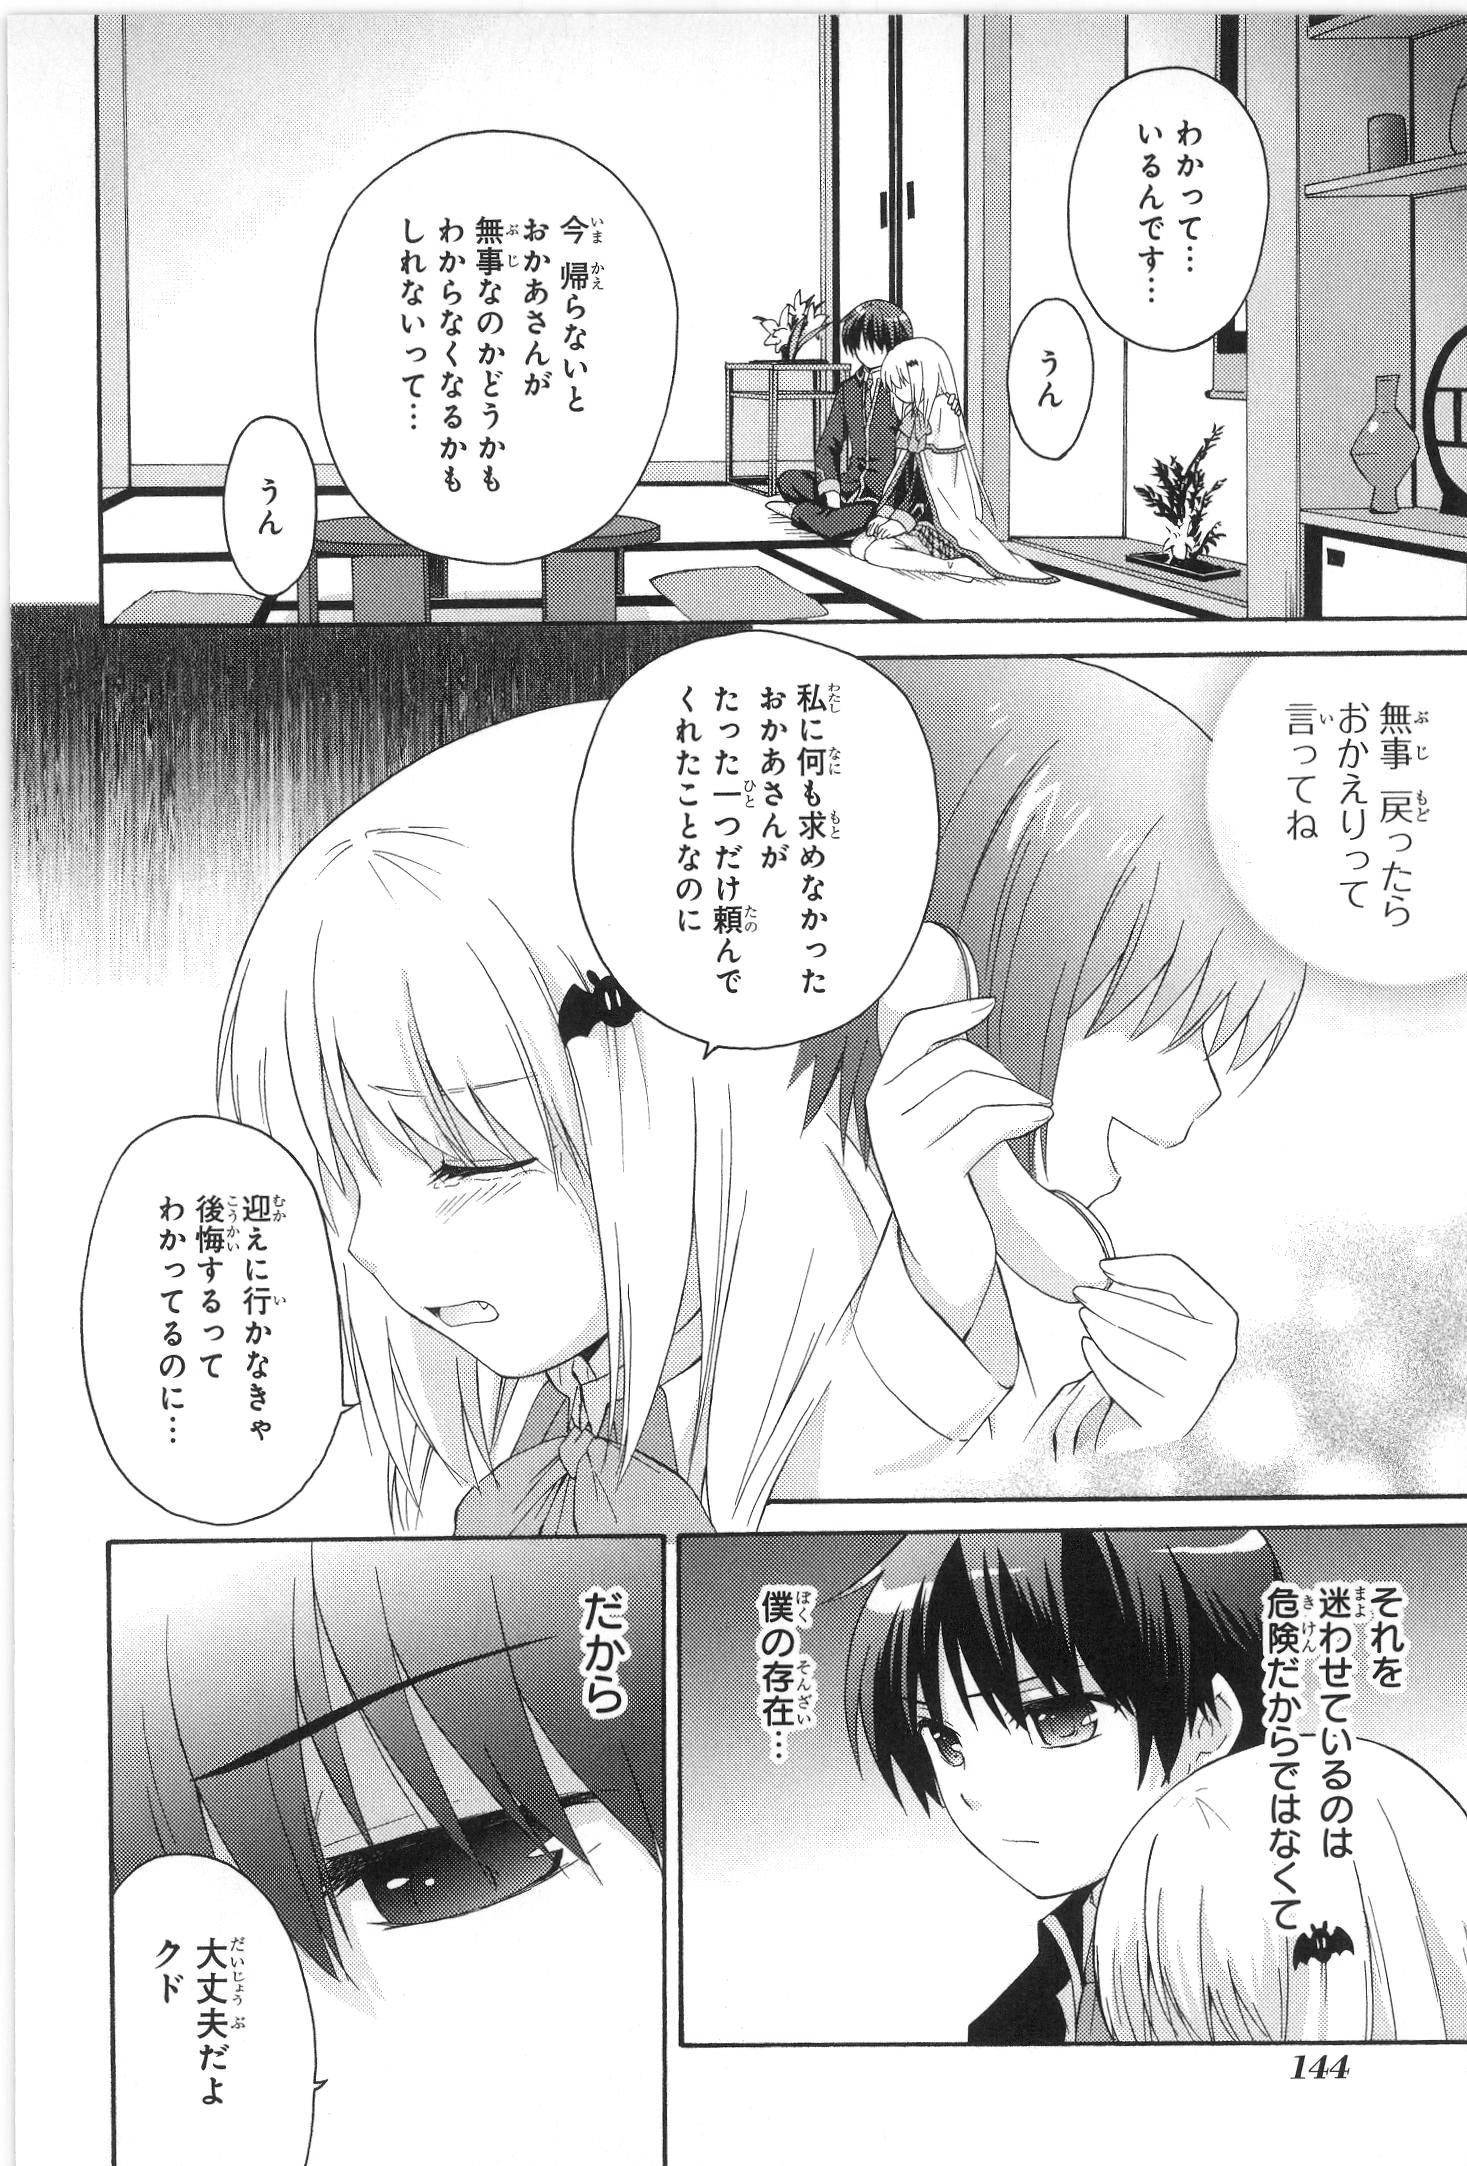 わかって…
いるんです…
うん
今 帰らないと
おかあさんが
無事なのかどうかも
わからなくなるかも
しれないって…
うん
無事 戻ったら
おかえりって
言ってね
私に何も求めなかった
おかあさんが
たった一つだけ頼んで
くれたことなのに
迎えに行かなきゃ
後悔するって
わかってるのに…
それを
迷わせているのは
危険だからではなくて
僕の存在…
だから
大丈夫だよ
クド
144